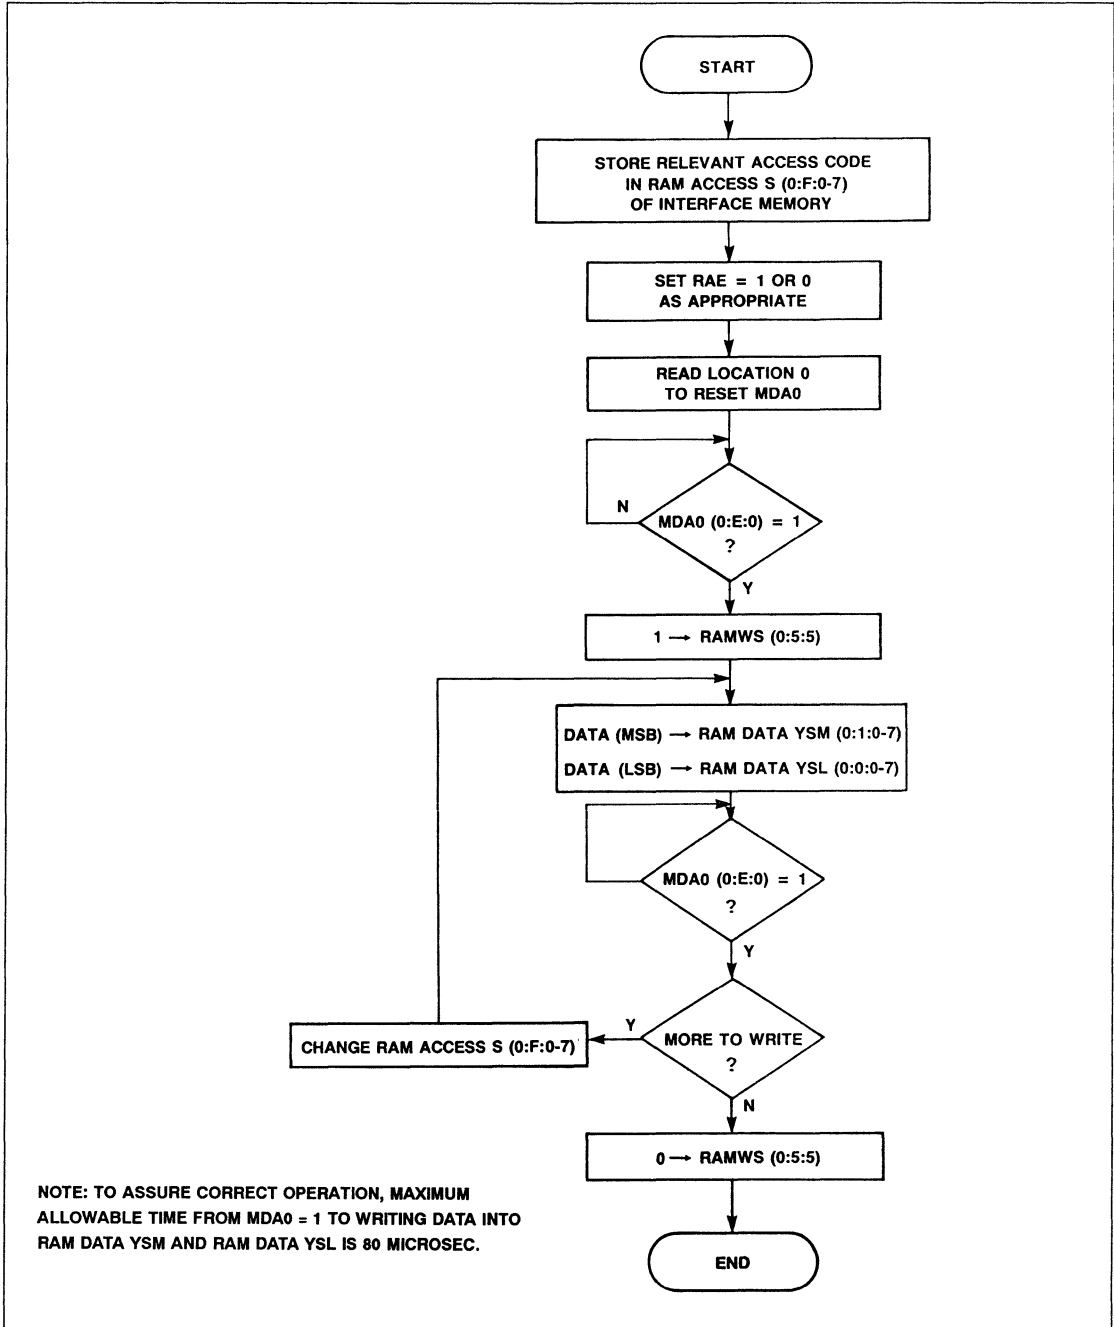 START
STORE RELEVANT ACCESS CODE
IN RAM ACCESS S (0:F:0-7)
OF INTERFACE MEMORY
SET RAE = 1 OR 0
AS APPROPRIATE
READ LOCATION 0
TO RESET MDA0
N
MDA0 (0:E:0) = 1
?
Y
1 → RAMWS (0:5:5)
DATA (MSB) → RAM DATA YSM (0:1:0-7)
DATA (LSB) → RAM DATA YSL (0:0:0-7)
MDA0 (0:E:0) = 1
?
Y
Y
MORE TO WRITE
?
CHANGE RAM ACCESS S (0:F:0-7)
N
0 → RAMWS (0:5:5)
NOTE: TO ASSURE CORRECT OPERATION, MAXIMUM
ALLOWABLE TIME FROM MDA0 = 1 TO WRITING DATA INTO
RAM DATA YSM AND RAM DATA YSL IS 80 MICROSEC.
END